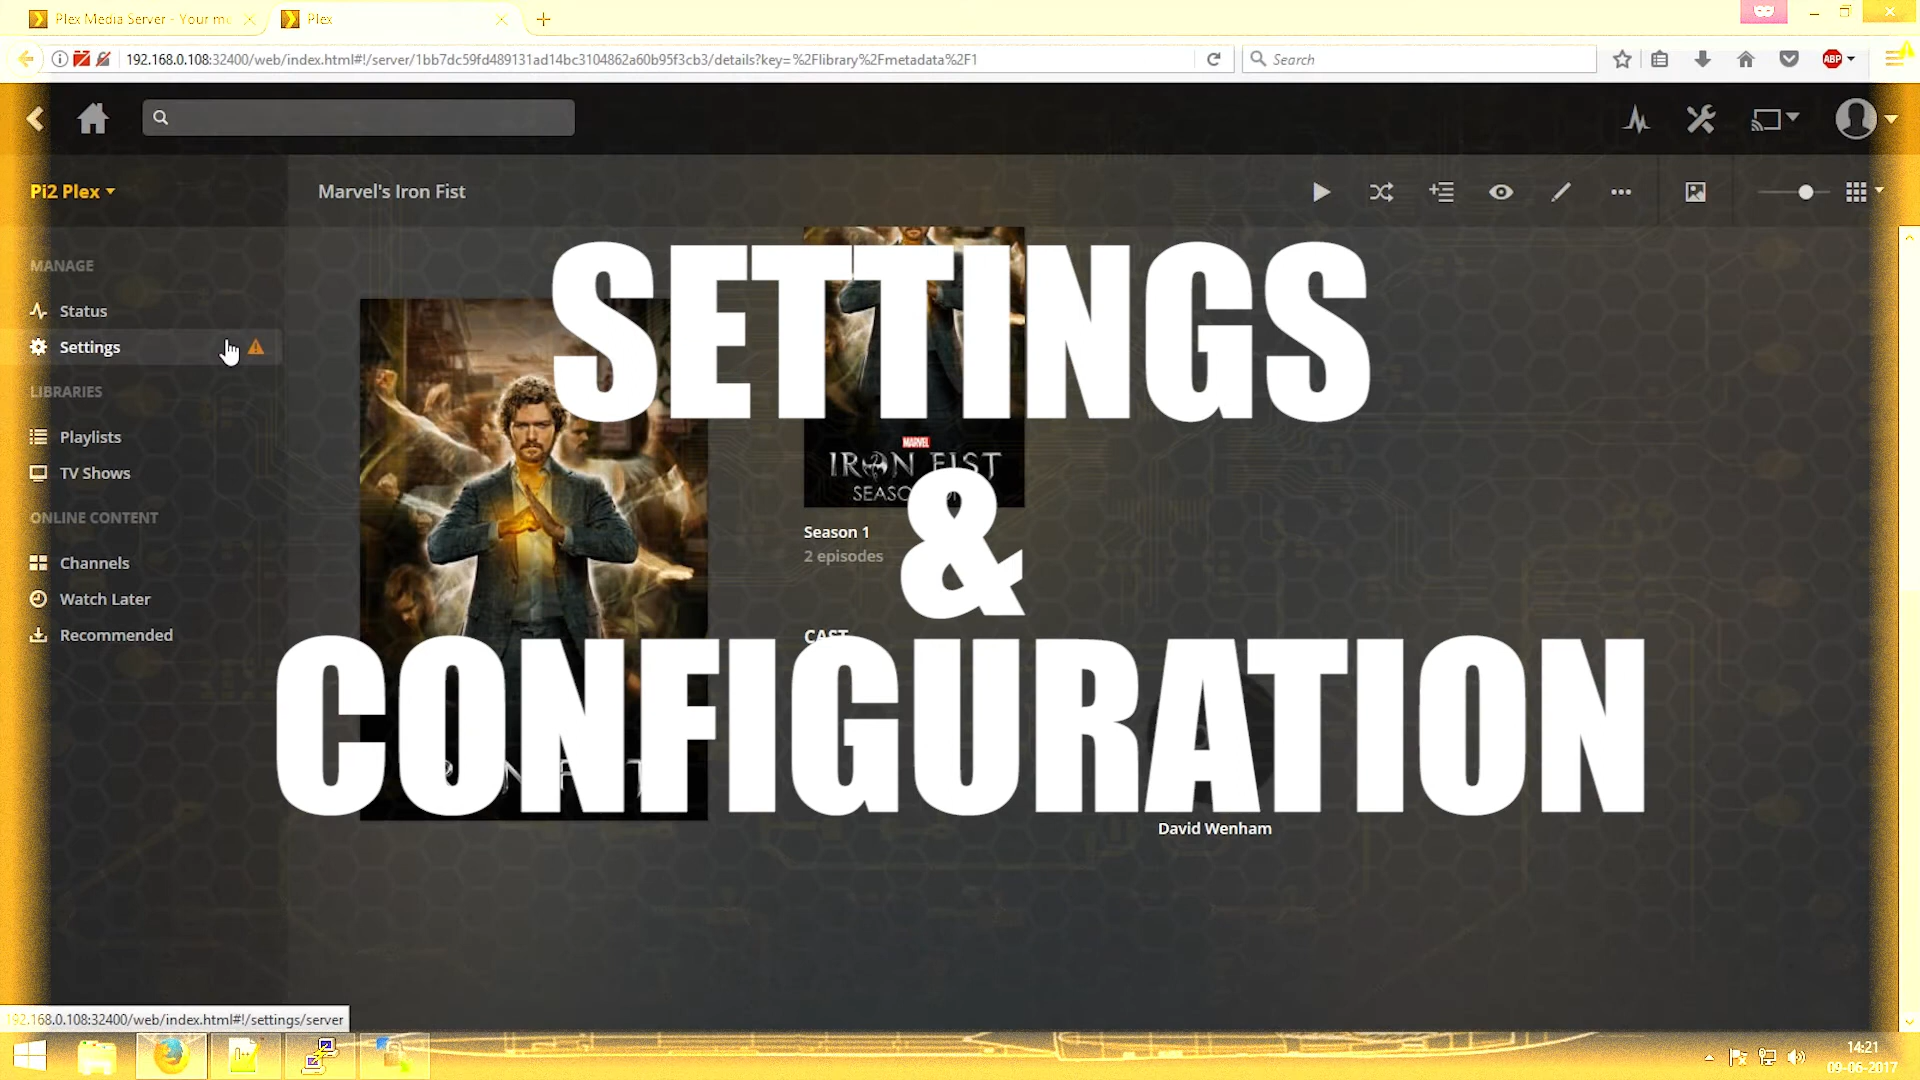 Plex Media Server - Your m
Plex
192.168.0.108:32400/web/index.html#!/server/1bb7dc59fd489131ad14bc3104862a60b95f3cb3/details?key=%2Flibrary%2Fmetadata%2F1
Search
ABP
Pi2 Plex
Marvel's Iron Fist
MANAGE
Status
Settings
LIBRARIES
Playlists
TV Shows
ONLINE CONTENT
Channels
Watch Later
Recommended
SETTINGS
&
CONFIGURATION
MARVEL
IRON FIST
Season 1
2 episodes
CAST
David Wenham
192.168.0.108:32400/web/index.html#!/settings/server
14:21
09-06-2017